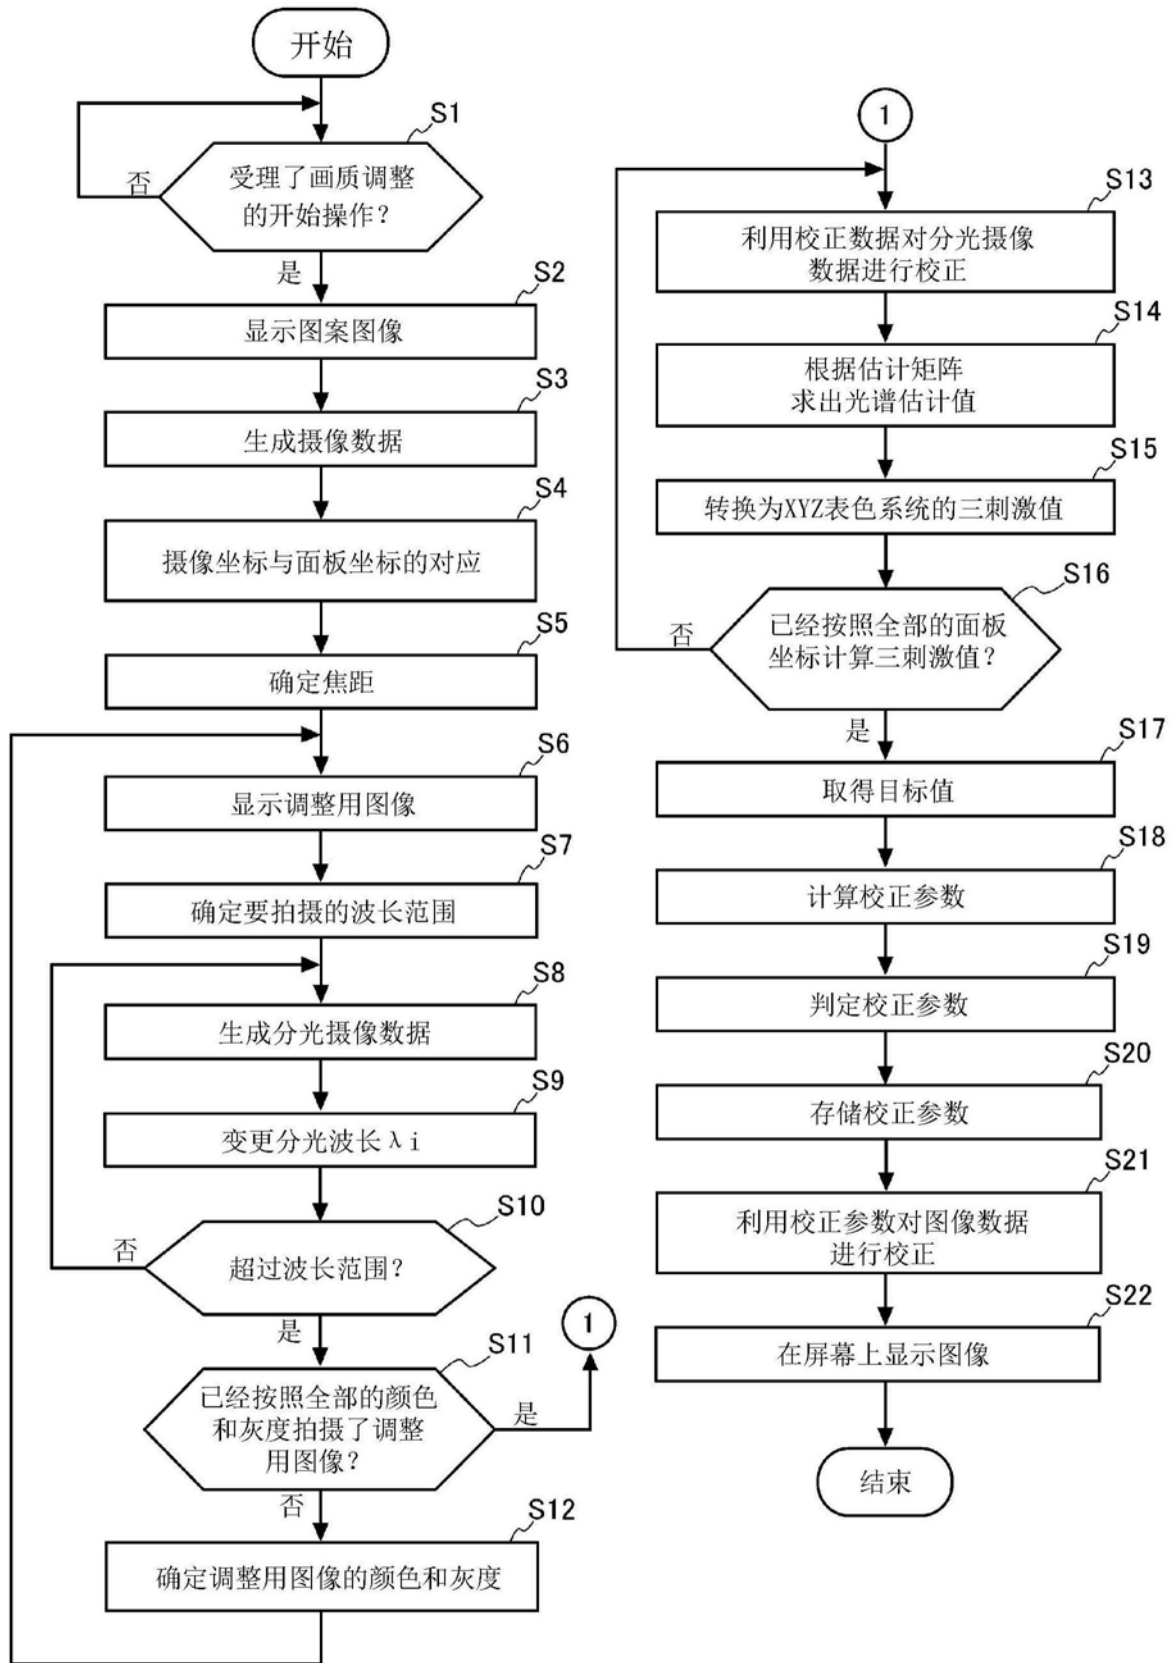 开始
S1
受理了画质调整
的开始操作？
否
是
S2
显示图案图像
S3
生成摄像数据
S4
摄像坐标与面板坐标的对应
S5
确定焦距
S6
显示调整用图像
S7
确定要拍摄的波长范围
S8
生成分光摄像数据
S9
变更分光波长λi
S10
超过波长范围？
否
是
S11
已经按照全部的颜色
和灰度拍摄了调整
用图像？
是
1
否
S12
确定调整用图像的颜色和灰度
1
S13
利用校正数据对分光摄像
数据进行校正
S14
根据估计矩阵
求出光谱估计值
S15
转换为XYZ表色系统的三刺激值
S16
已经按照全部的面板
坐标计算三刺激值？
否
是
S17
取得目标值
S18
计算校正参数
S19
判定校正参数
S20
存储校正参数
S21
利用校正参数对图像数据
进行校正
S22
在屏幕上显示图像
结束